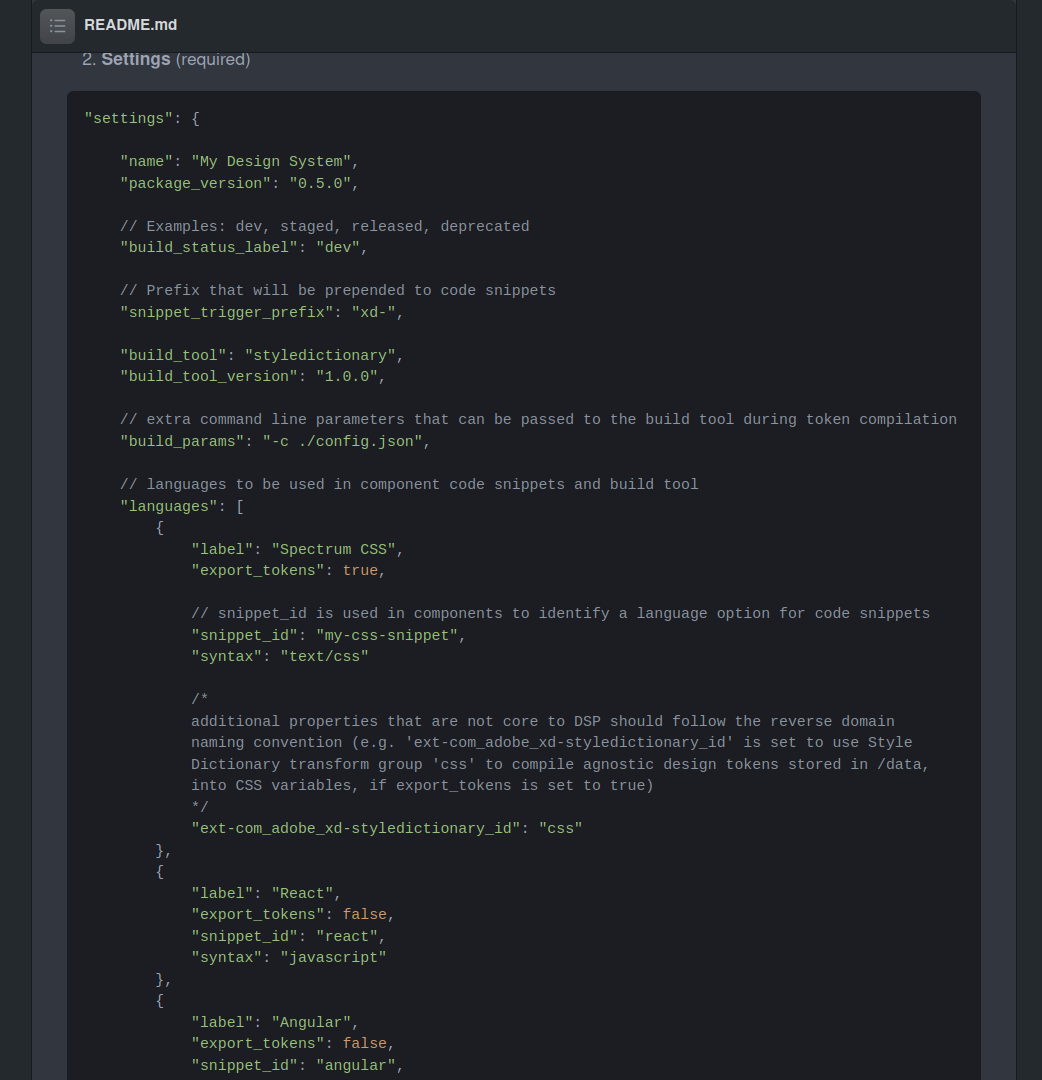 README.md
2. Settings (required)
"settings": {
"name": "My Design System",
"package_version": "0.5.0",
// Examples: dev, staged, released, deprecated
"build_status_label": "dev",
// Prefix that will be prepended to code snippets
"snippet_trigger_prefix": "xd-",
"build_tool": "styledictionary",
"build_tool_version": "1.0.0",
// extra command line parameters that can be passed to the build tool during token compilation
"build_params": "-c ./config.json",
// languages to be used in component code snippets and build tool
"languages": [
{
"label": "Spectrum CSS",
"export_tokens": true,
// snippet_id is used in components to identify a language option for code snippets
"snippet_id": "my-css-snippet",
"syntax": "text/css"
/*
additional properties that are not core to DSP should follow the reverse domain
naming convention (e.g. 'ext-com_adobe_xd-styledictionary_id' is set to use Style
Dictionary transform group 'css' to compile agnostic design tokens stored in /data,
into CSS variables, if export_tokens is set to true)
*/
"ext-com_adobe_xd-styledictionary_id": "css"
},
{
"label": "React",
"export_tokens": false,
"snippet_id": "react",
"syntax": "javascript"
},
{
"label": "Angular",
"export_tokens": false,
"snippet_id": "angular",